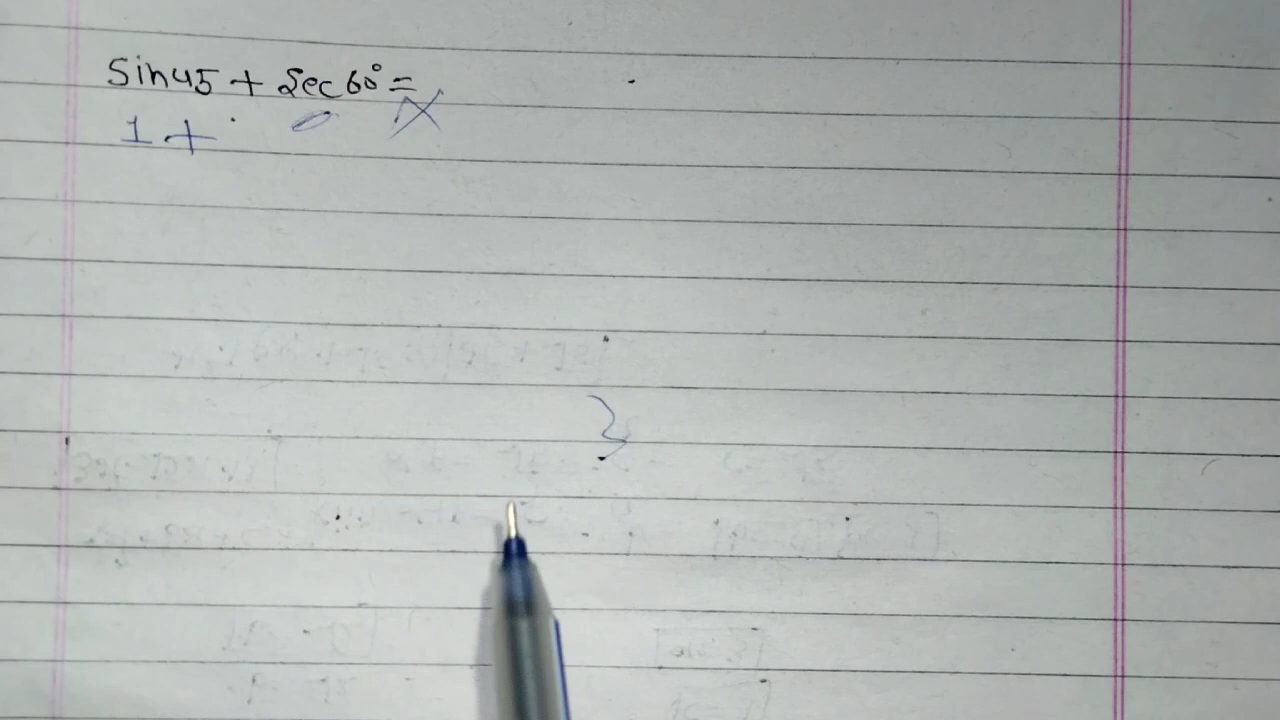 Sin45 + Sec60° =
1 +